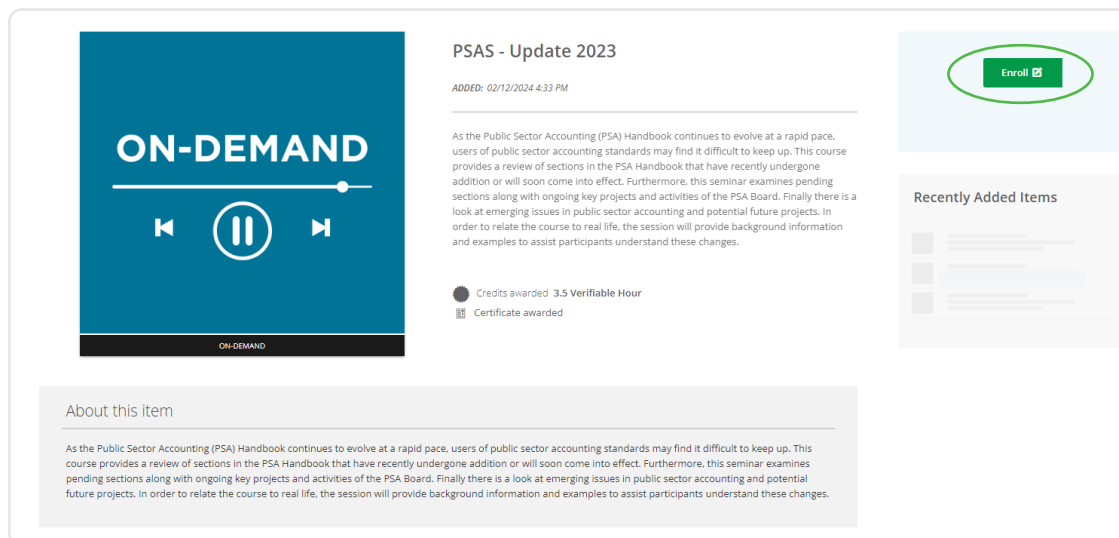 ON-DEMAND
ON-DEMAND
PSAS - Update 2023
ADDED: 02/12/2024 4:33 PM
As the Public Sector Accounting (PSA) Handbook continues to evolve at a rapid pace,
users of public sector accounting standards may find it difficult to keep up. This course
provides a review of sections in the PSA Handbook that have recently undergone
addition or will soon come into effect. Furthermore, this seminar examines pending
sections along with ongoing key projects and activities of the PSA Board. Finally there is a
look at emerging issues in public sector accounting and potential future projects. In
order to relate the course to real life, the session will provide background information
and examples to assist participants understand these changes.
Credits awarded 3.5 Verifiable Hour
Certificate awarded
Enroll
Recently Added Items
About this item
As the Public Sector Accounting (PSA) Handbook continues to evolve at a rapid pace, users of public sector accounting standards may find it difficult to keep up. This
course provides a review of sections in the PSA Handbook that have recently undergone addition or will soon come into effect. Furthermore, this seminar examines
pending sections along with ongoing key projects and activities of the PSA Board. Finally there is a look at emerging issues in public sector accounting and potential
future projects. In order to relate the course to real life, the session will provide background information and examples to assist participants understand these changes.